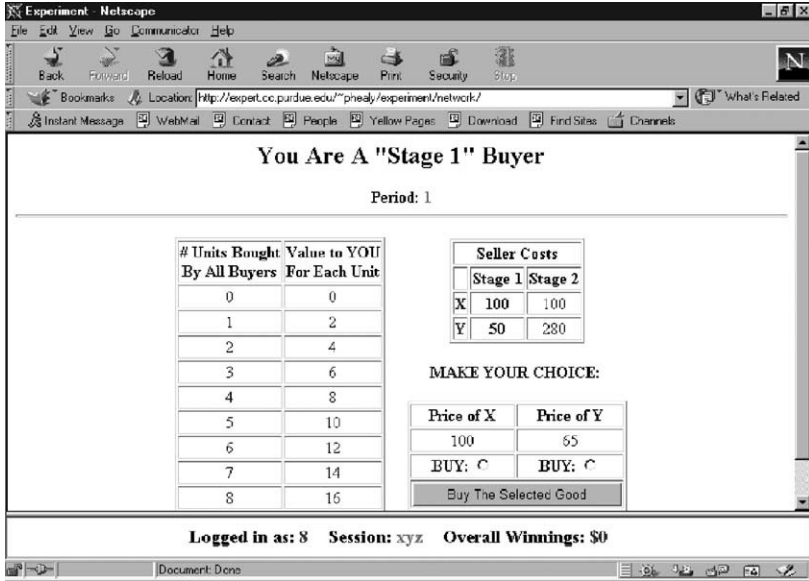 Experiment - Netscape
File Edit View Go Communicator Help
Back Forward Reload Home Search Netscape Print Security Stop
N
Bookmarks Location: http://expert.cc.purdue.edu/~phealy/experiment/network/ What's Related
Instant Message WebMail Contact People Yellow Pages Download Find Sites Channels
You Are A "Stage 1" Buyer
Period: 1
# Units Bought By All Buyers Value to YOU For Each Unit
0 0
1 2
2 4
3 6
4 8
5 10
6 12
7 14
8 16
Seller Costs
Stage 1 Stage 2
X 100 100
Y 50 280
MAKE YOUR CHOICE:
Price of X Price of Y
100 65
BUY: BUY:
Buy The Selected Good
Logged in as: 8 Session: xyz Overall Winnings: $0
Document: Done